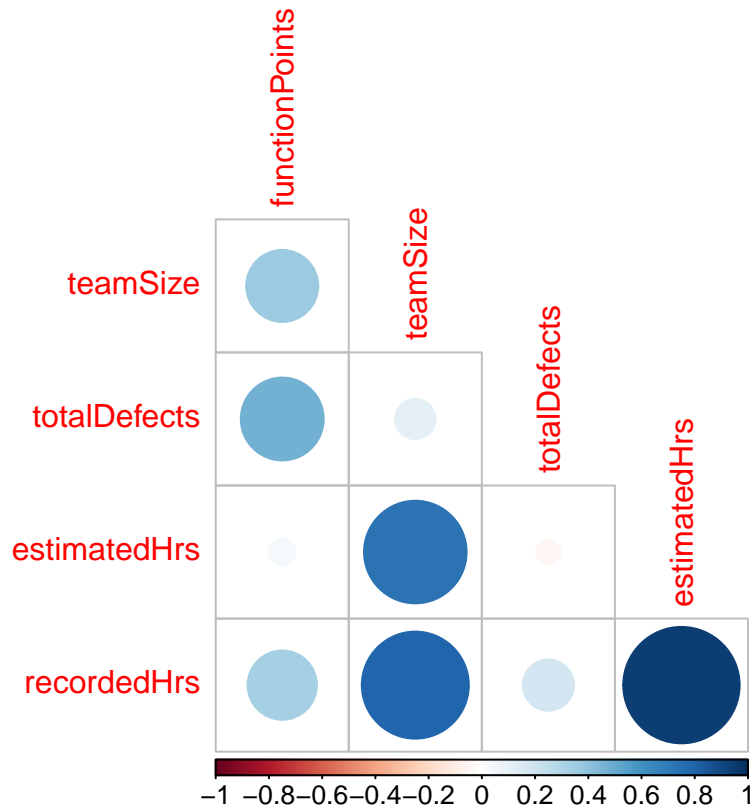 functionPoints
teamSize
teamSize
totalDefects
totalDefects
estimatedHrs
estimatedHrs
recordedHrs
−1 −0.8 −0.6 −0.4 −0.2 0 0.2 0.4 0.6 0.8 1